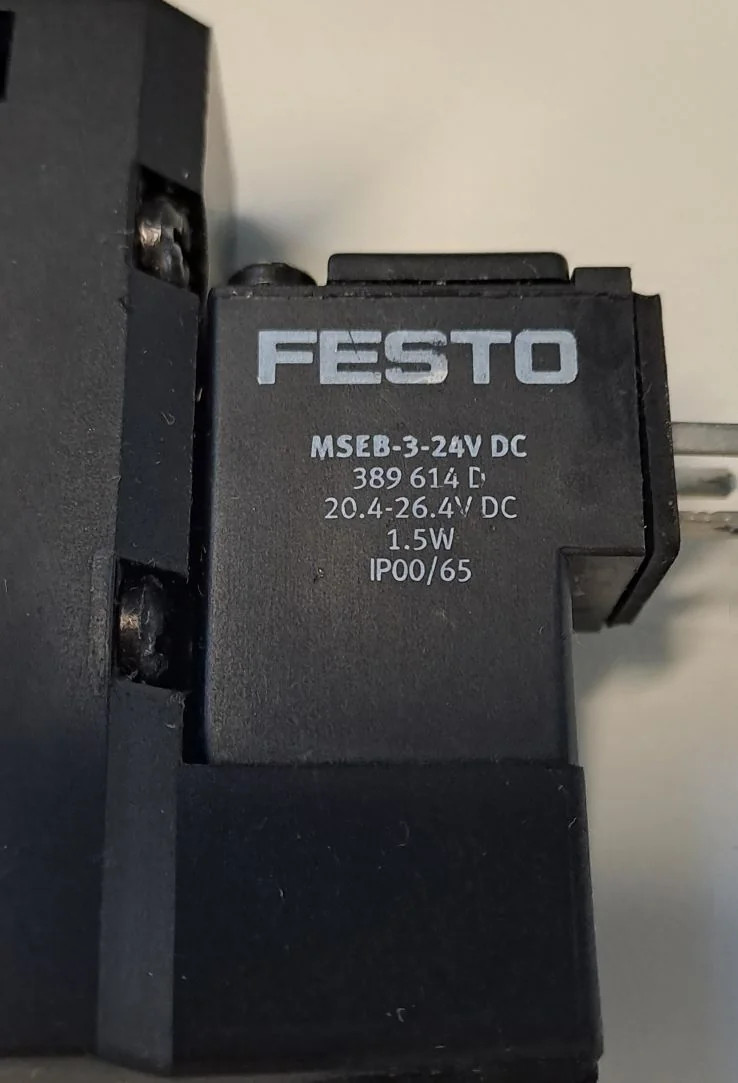 FESTO
MSEB-3-24V DC
389 614 D
20.4-26.4V DC
1.5W
IP00/65